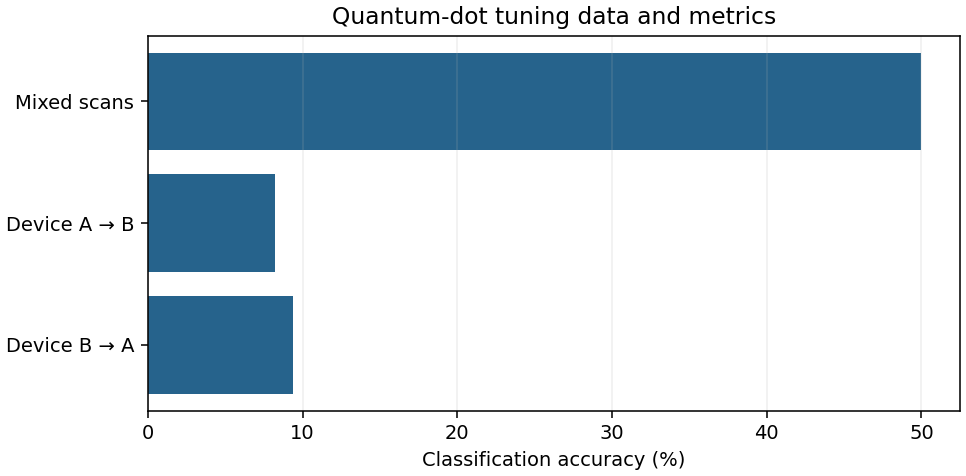 Quantum-dot tuning data and metrics
Mixed scans
Device A → B
Device B → A
0 10 20 30 40 50
Classification accuracy (%)